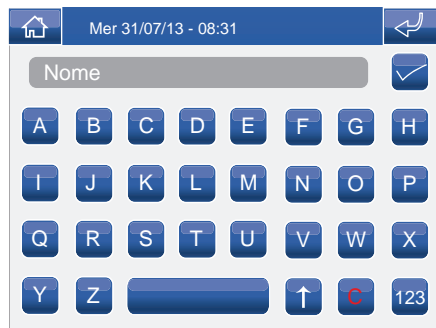 Mer 31/07/13 - 08:31
Nome
A B C D E F G H
I J K L M N O P
Q R S T U V W X
Y Z ↑ C 123